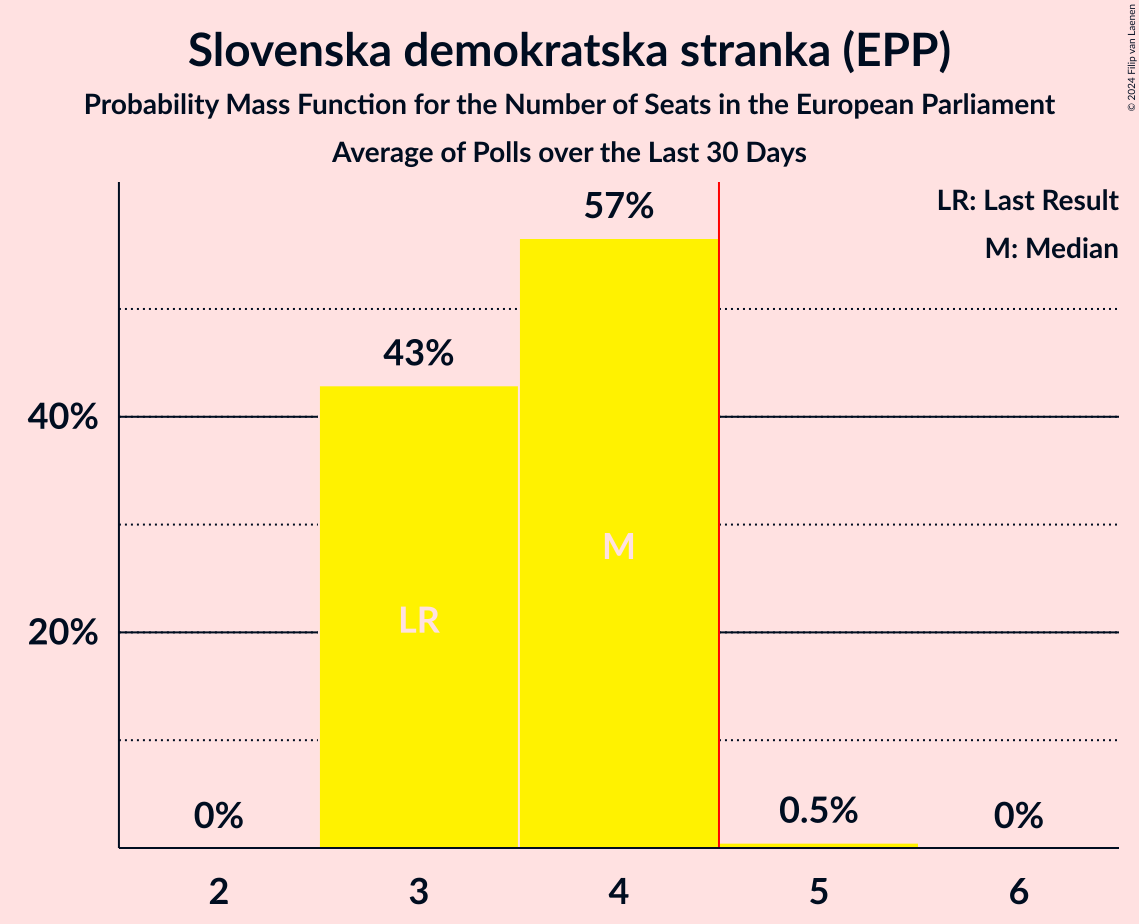 Slovenska demokratska stranka (EPP)
Probability Mass Function for the Number of Seats in the European Parliament
Average of Polls over the Last 30 Days
© 2024 Filip van Laenen
LR: Last Result
M: Median
57%
43%
40%
M
LR
20%
0%
0.5%
0%
2 3 4 5 6